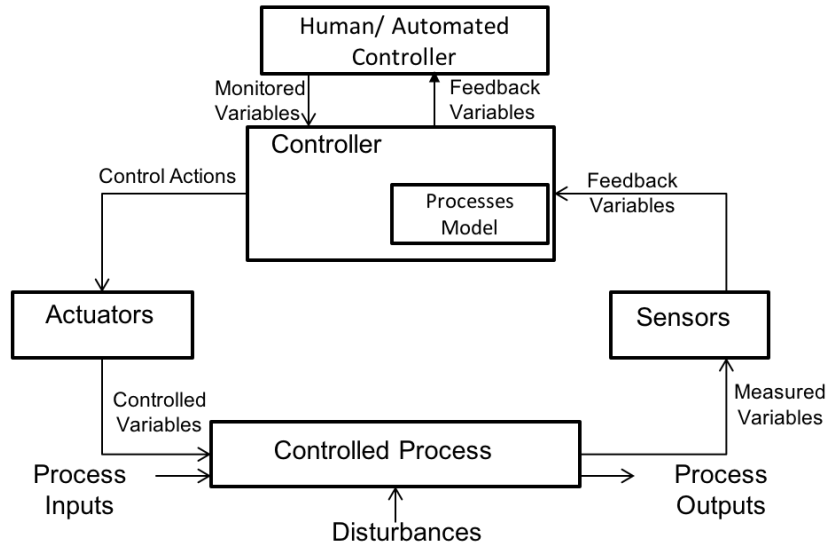 Human/ Automated
Controller
Monitored
Variables
Feedback
Variables
Controller
Control Actions
Processes
Model
Feedback
Variables
Actuators
Sensors
Controlled
Variables
Measured
Variables
Controlled Process
Process
Inputs
Process
Outputs
Disturbances